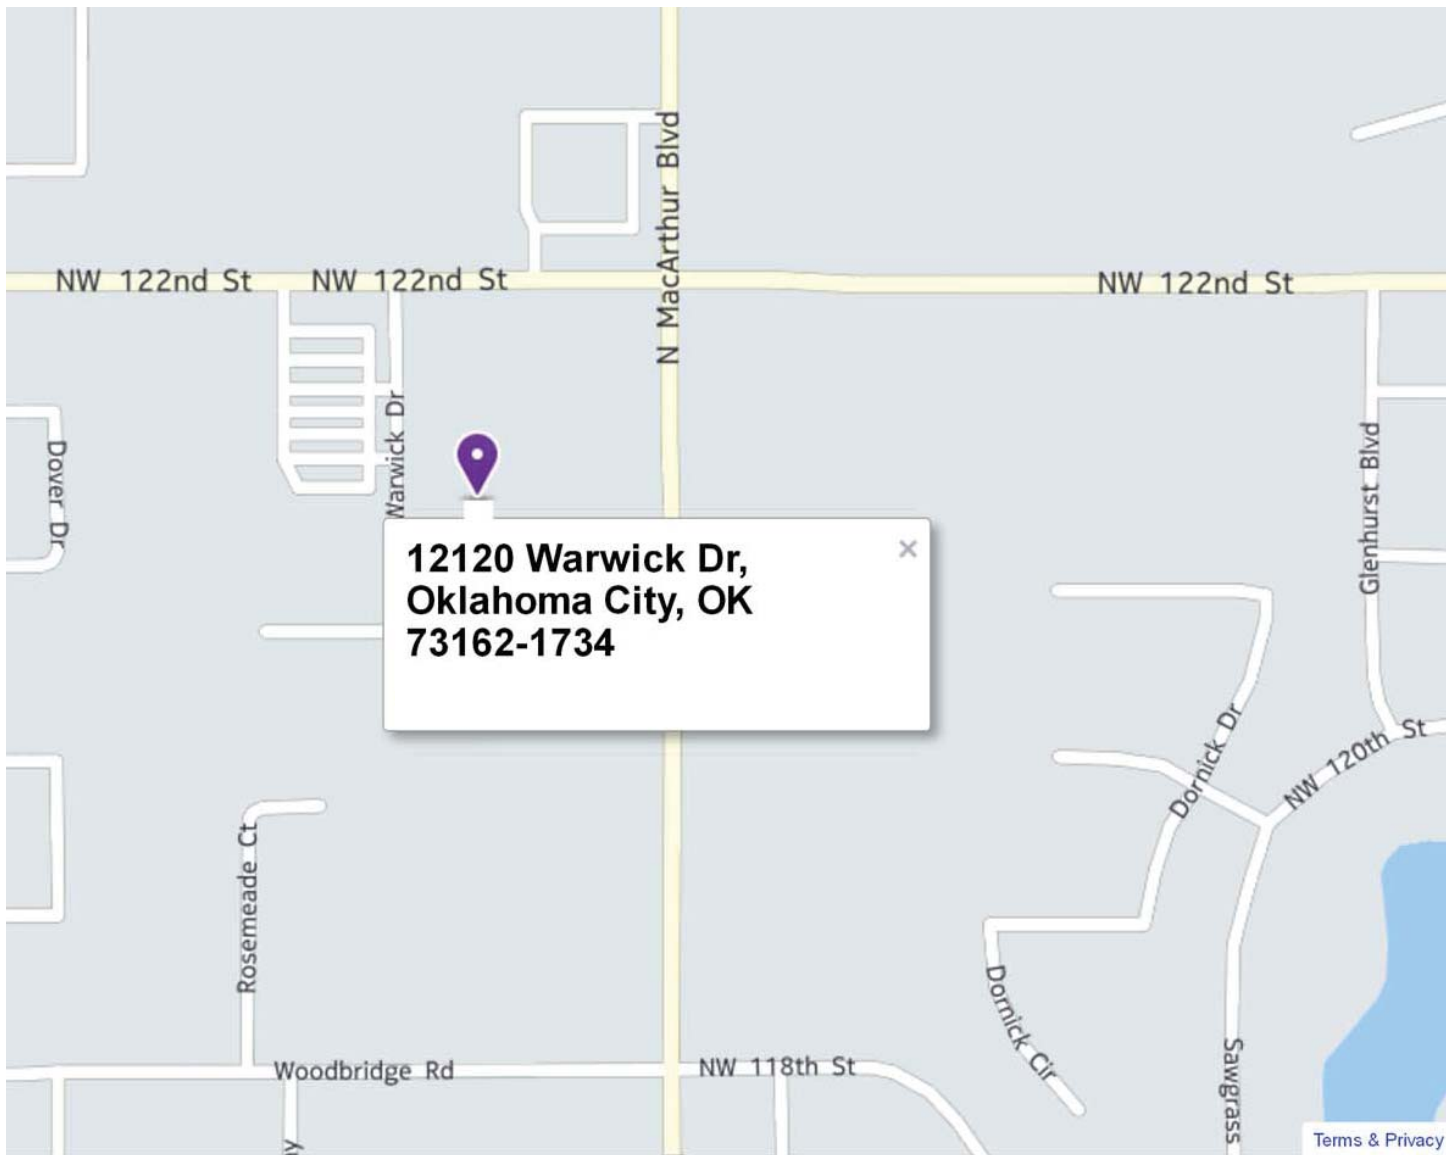 N MacArthur Blvd
NW 122nd St
NW 122nd St
NW 122nd St
Warwick Dr
Dover Dr
Glenhurst Blvd
12120 Warwick Dr,
Oklahoma City, OK
73162-1734
×
Dornick Dr
NW 120th St
Rosemeade Ct
Dornick Cir
Woodbridge Rd
NW 118th St
Sawgrass
Terms & Privacy